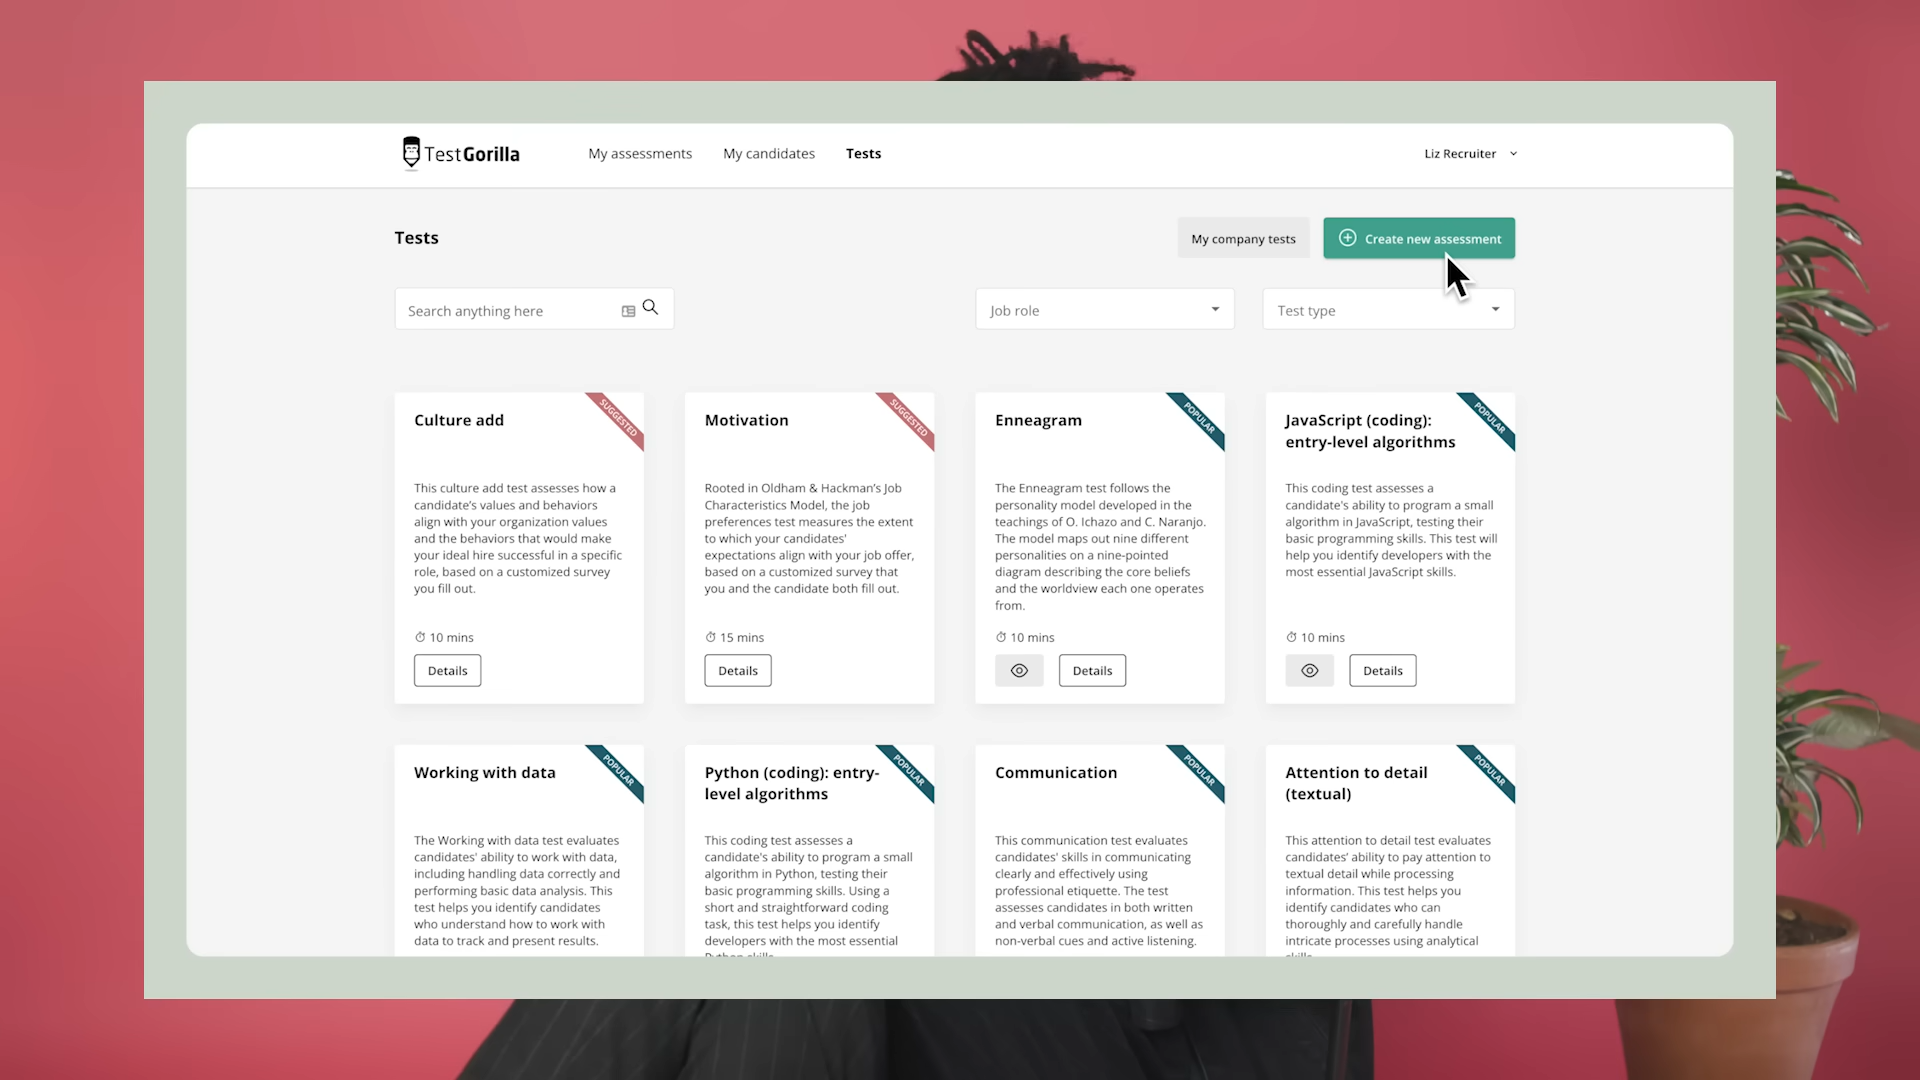 TestGorilla
My assessments
My candidates
Tests
Liz Recruiter
Tests
My company tests
Create new assessment
Search anything here
Job role
Test type
Culture add
SUGGESTED
This culture add test assesses how a
candidate's values and behaviors
align with your organization values
and the behaviors that would make
your ideal hire successful in a specific
role, based on a customized survey
you fill out.
10 mins
Details
Motivation
SUGGESTED
Rooted in Oldham & Hackman's Job
Characteristics Model, the job
preferences test measures the extent
to which your candidates'
expectations align with your job offer,
based on a customized survey that
you and the candidate both fill out.
15 mins
Details
Enneagram
POPULAR
The Enneagram test follows the
personality model developed in the
teachings of O. Ichazo and C. Naranjo.
The model maps out nine different
personalities on a nine-pointed
diagram describing the core beliefs
and the worldview each one operates
from.
10 mins
Details
JavaScript (coding):
entry-level algorithms
POPULAR
This coding test assesses a
candidate's ability to program a small
algorithm in JavaScript, testing their
basic programming skills. This test will
help you identify developers with the
most essential JavaScript skills.
10 mins
Details
Working with data
POPULAR
The Working with data test evaluates
candidates' ability to work with data,
including handling data correctly and
performing basic data analysis. This
test helps you identify candidates
who understand how to work with
data to track and present results.
Python (coding): entry-
level algorithms
POPULAR
This coding test assesses a
candidate's ability to program a small
algorithm in Python, testing their
basic programming skills. Using a
short and straightforward coding
task, this test helps you identify
developers with the most essential
Python skills.
Communication
POPULAR
This communication test evaluates
candidates' skills in communicating
clearly and effectively using
professional etiquette. The test
assesses candidates in both written
and verbal communication, as well as
non-verbal cues and active listening.
Attention to detail
(textual)
POPULAR
This attention to detail test evaluates
candidates' ability to pay attention to
textual detail while processing
information. This test helps you
identify candidates who can
thoroughly and carefully handle
intricate processes using analytical
skills.